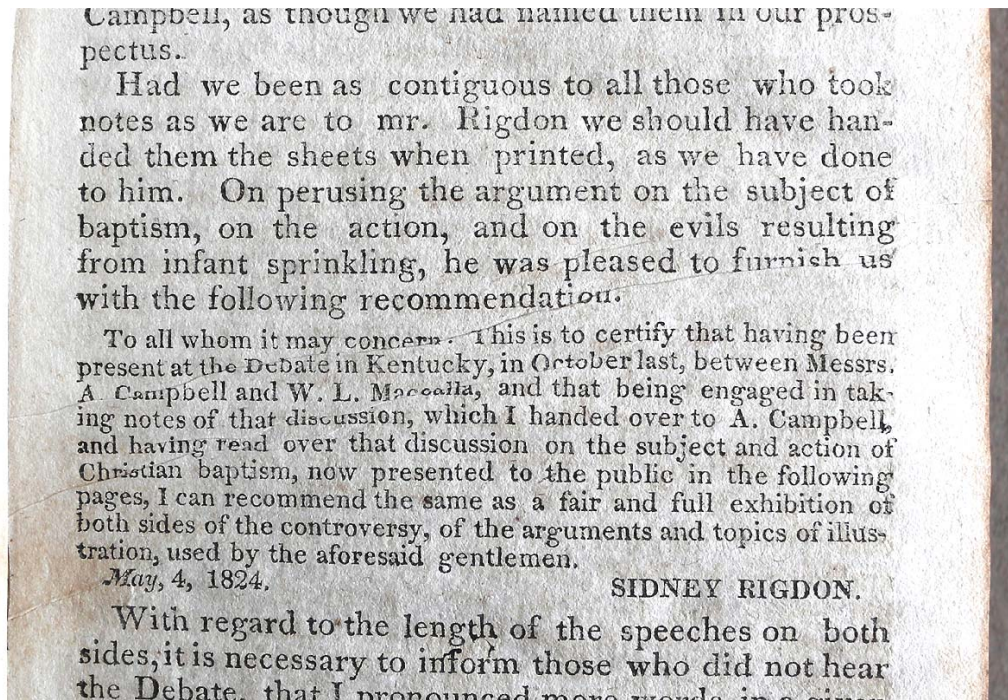 Campbell, as though we had named them in our pros-
pectus.
Had we been as contiguous to all those who took
notes as we are to mr. Rigdon we should have han-
ded them the sheets when printed, as we have done
to him. On perusing the argument on the subject of
baptism, on the action, and on the evils resulting
from infant sprinkling, he was pleased to furnish us
with the following recommendation.
To all whom it may concern. This is to certify that having been
present at the Debate in Kentucky, in October last, between Messrs.
A. Campbell and W. L. Maccalla, and that being engaged in tak-
ing notes of that discussion, which I handed over to A. Campbell,
and having read over that discussion on the subject and action of
Christian baptism, now presented to the public in the following
pages, I can recommend the same as a fair and full exhibition of
both sides of the controversy, of the arguments and topics of illus-
tration, used by the aforesaid gentlemen.
May, 4, 1824. SIDNEY RIGDON.
With regard to the length of the speeches on both
sides, it is necessary to inform those who did not hear
the Debate, that I pronounced more words in